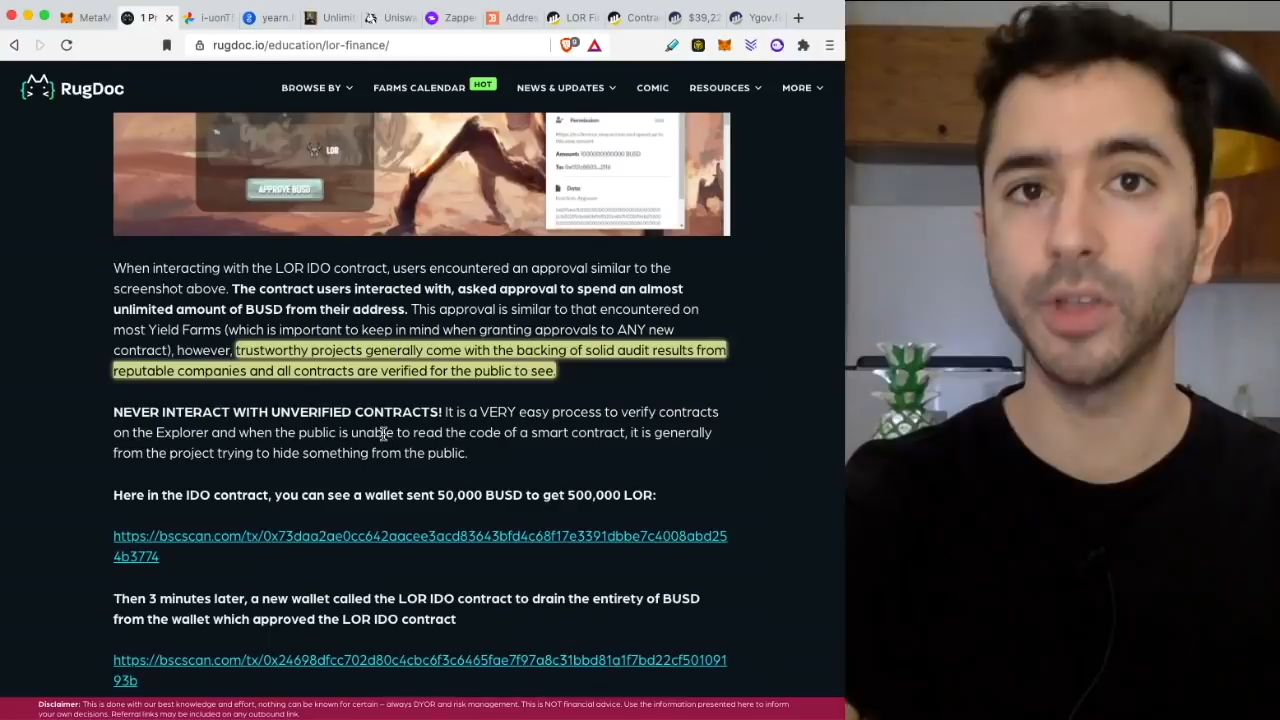 MetaM
1 P
i-uonT
yearn.
Unlimit
Uniswa
Zappe
Addres
LOR Fi
Contra
$39,22
Ygov.f
rugdoc.io/education/lor-finance/
RugDoc
BROWSE BY
FARMS CALENDAR HOT
NEWS & UPDATES
COMIC
RESOURCES
MORE
LOR
APPROVE BUSD
Permission
Data
When interacting with the LOR IDO contract, users encountered an approval similar to the
screenshot above. The contract users interacted with, asked approval to spend an almost
unlimited amount of BUSD from their address. This approval is similar to that encountered on
most Yield Farms (which is important to keep in mind when granting approvals to ANY new
contract), however, trustworthy projects generally come with the backing of solid audit results from
reputable companies and all contracts are verified for the public to see.
NEVER INTERACT WITH UNVERIFIED CONTRACTS! It is a VERY easy process to verify contracts
on the Explorer and when the public is unable to read the code of a smart contract, it is generally
from the project trying to hide something from the public.
Here in the IDO contract, you can see a wallet sent 50,000 BUSD to get 500,000 LOR:
https://bscscan.com/tx/0x73daa2ae0cc642aacee3acd83643bfd4c68f17e3391dbbe7c4008abd25
4b3774
Then 3 minutes later, a new wallet called the LOR IDO contract to drain the entirety of BUSD
from the wallet which approved the LOR IDO contract
https://bscscan.com/tx/0x24698dfcc702d80c4cbc6f3c6465fae7f97a8c31bbd81a1f7bd22cf501091
93b
Disclaimer: This is done with our best knowledge and effort, nothing can be known for certain – always DYOR and risk management. This is NOT financial advice. Use the information presented here to inform
your own decisions. Referral links may be included on any outbound link.